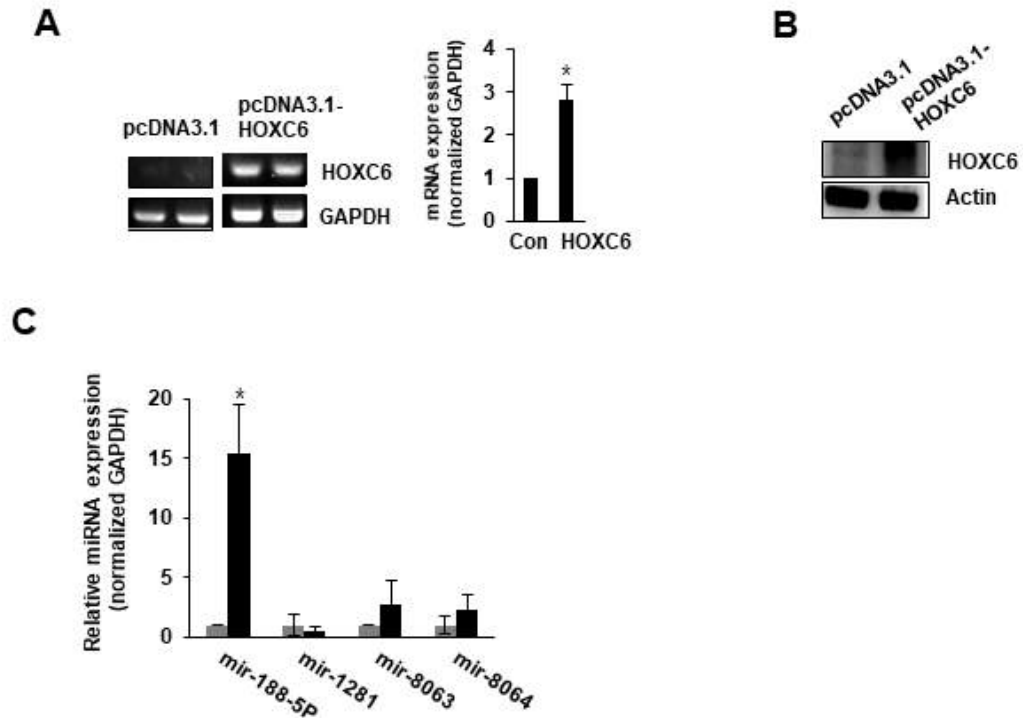 A
pcDNA3.1
pcDNA3.1-
HOXC6
HOXC6
GAPDH
mRNA expression
(normalized GAPDH)
4
3
2
1
0
*
Con
HOXC6
B
pcDNA3.1
pcDNA3.1-
HOXC6
HOXC6
Actin
C
Relative miRNA expression
(normalized GAPDH)
20
15
10
5
0
*
mir-188-5P
mir-1281
mir-8063
mir-8064